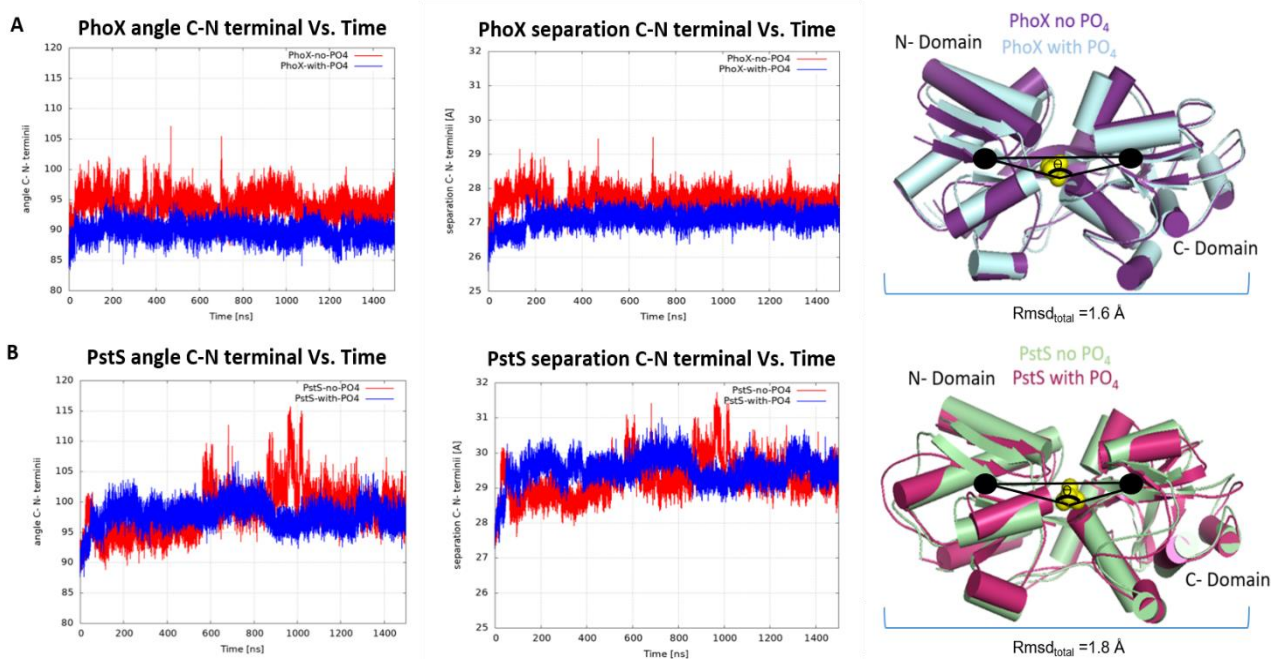 A
PhoX angle C-N terminal Vs. Time
120
115
110
105
100
95
90
85
80
angle C- N- terminii
PhoX-no-PO4
PhoX-with-PO4
0 200 400 600 800 1000 1200 1400
Time [ns]
PhoX separation C-N terminal Vs. Time
32
31
30
29
28
27
26
25
separation C- N- terminii [A]
PhoX-no-PO4
PhoX-with-PO4
0 200 400 600 800 1000 1200 1400
Time [ns]
PhoX no PO4
N- Domain PhoX with PO4
Θ
C- Domain
Rmsdtotal =1.6 Å
B
PstS angle C-N terminal Vs. Time
120
115
110
105
100
95
90
85
80
angle C- N- terminii
PstS-no-PO4
PstS-with-PO4
0 200 400 600 800 1000 1200 1400
Time [ns]
PstS separation C-N terminal Vs. Time
32
31
30
29
28
27
26
25
separation C- N- terminii [A]
PstS-no-PO4
PstS-with-PO4
0 200 400 600 800 1000 1200 1400
Time [ns]
PstS no PO4
N- Domain PstS with PO4
Θ
C- Domain
Rmsdtotal =1.8 Å